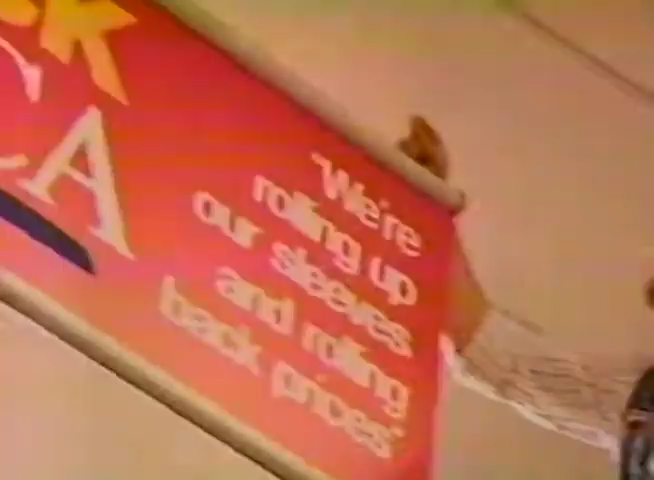 A
"We're
rolling up
our sleeves
and rolling
back prices"